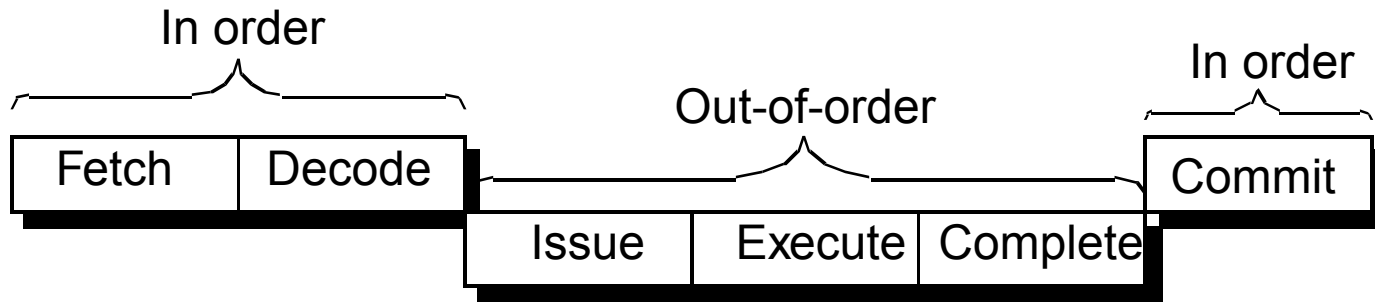 In order
In order
Out-of-order
Fetch Decode Commit
Issue Execute Complete